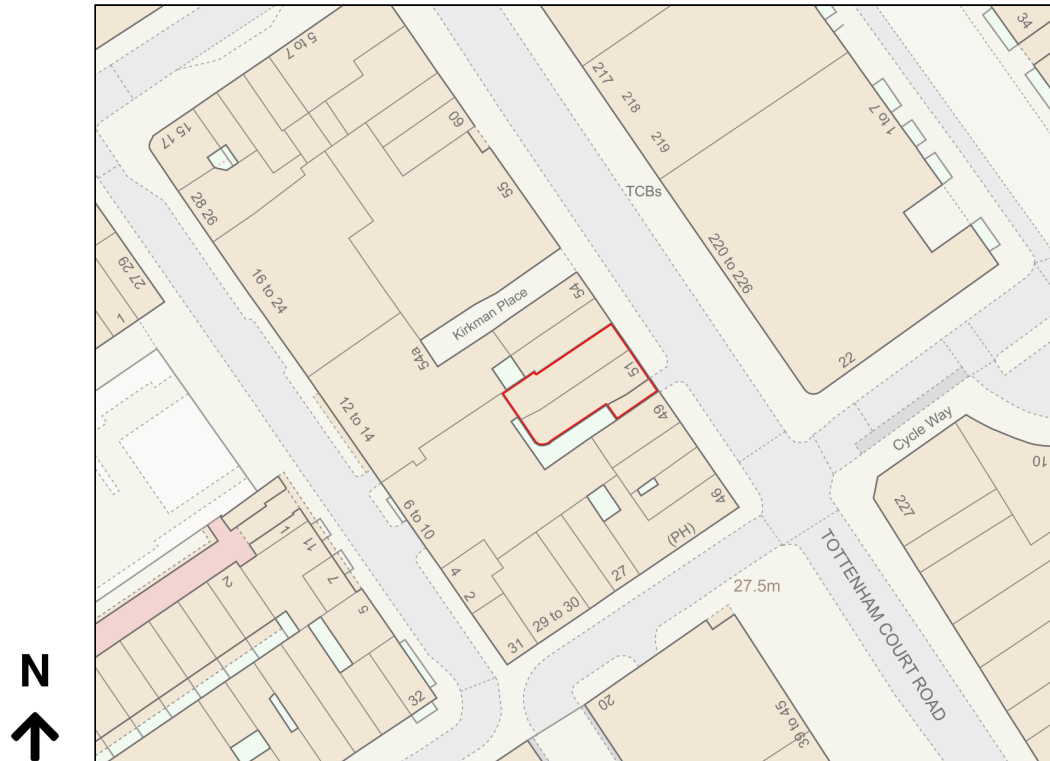 5 to 7
34
217
218
219
1 to 7
15 17
60
55
TCBs
28 26
27 29
1
16 to 24
220 to 226
54
Kirkman Place
54a
51
22
12 to 14
49
Cycle Way
10
46
227
6 to 10
(PH)
1
11
2
7
5
4
2
27
29 to 30
31
27.5m
TOTTENHAM COURT ROAD
32
20
39 to 45
N